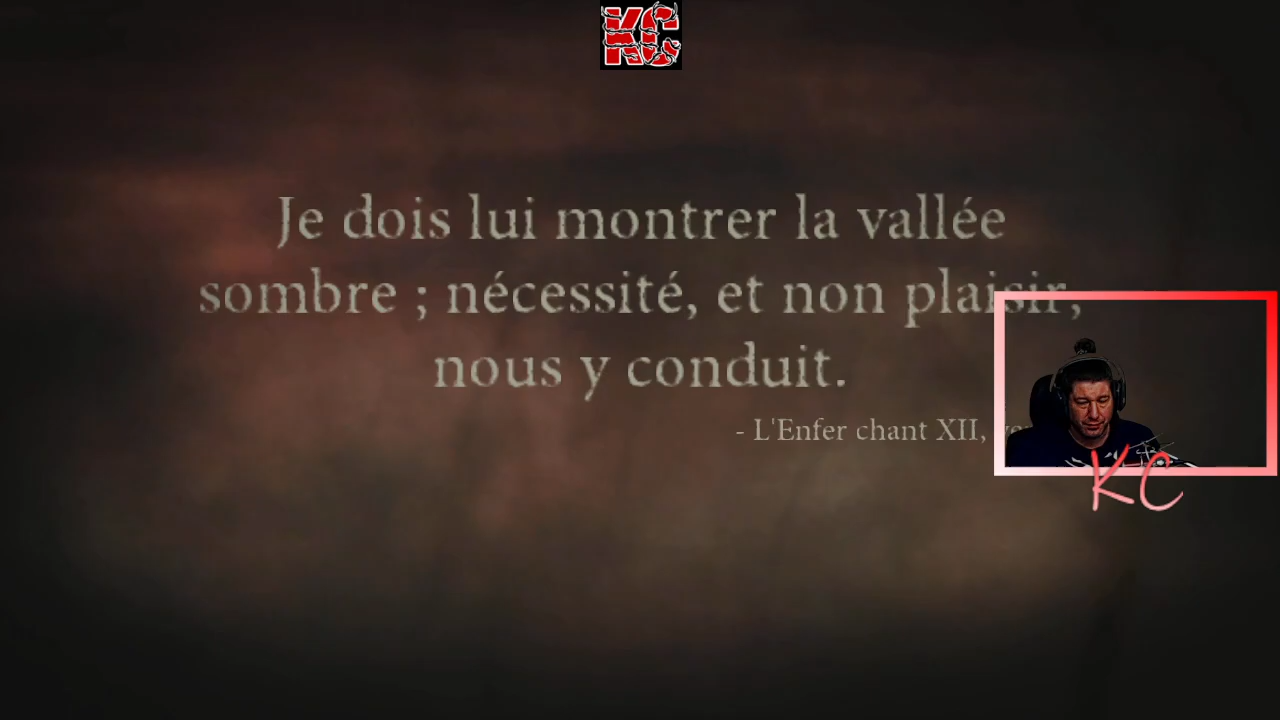 KC
Je dois lui montrer la vallée
sombre ; nécessité, et non plaisir,
nous y conduit.
- L'Enfer chant XII,
KC